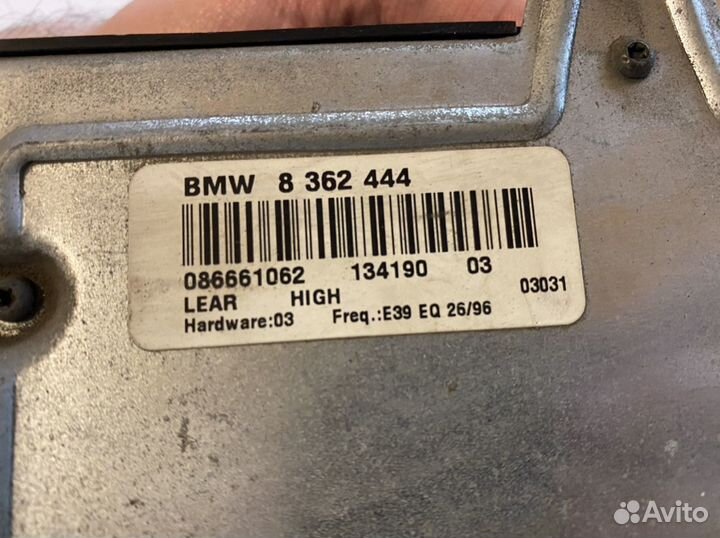 BMW 8 362 444
086661062 134190 03
LEAR HIGH 03031
Hardware:03 Freq.:E39 EQ 26/96
Avito